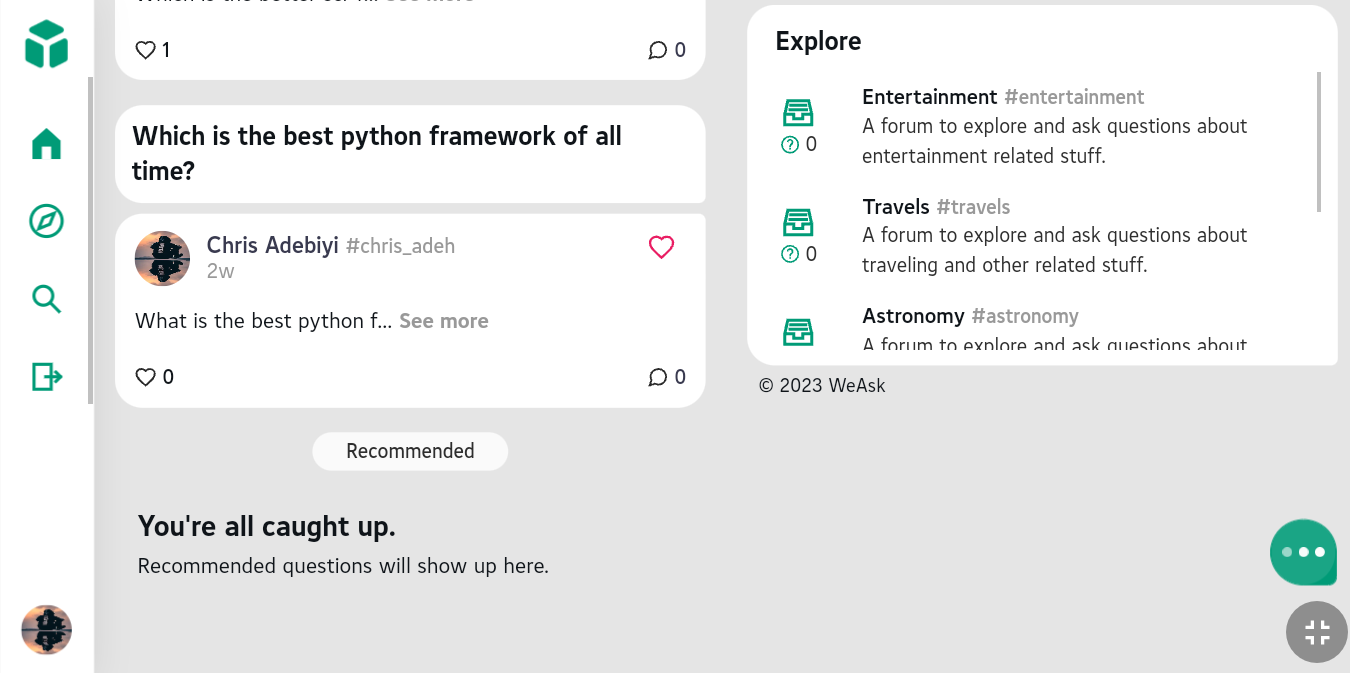 See more
1
0
Which is the best python framework of all
time?
Chris Adebiyi #chris_adeh
2w
What is the best python f... See more
0
0
Recommended
You're all caught up.
Recommended questions will show up here.
Explore
Entertainment #entertainment
0
A forum to explore and ask questions about
entertainment related stuff.
Travels #travels
0
A forum to explore and ask questions about
traveling and other related stuff.
Astronomy #astronomy
A forum to explore and ask questions about
© 2023 WeAsk